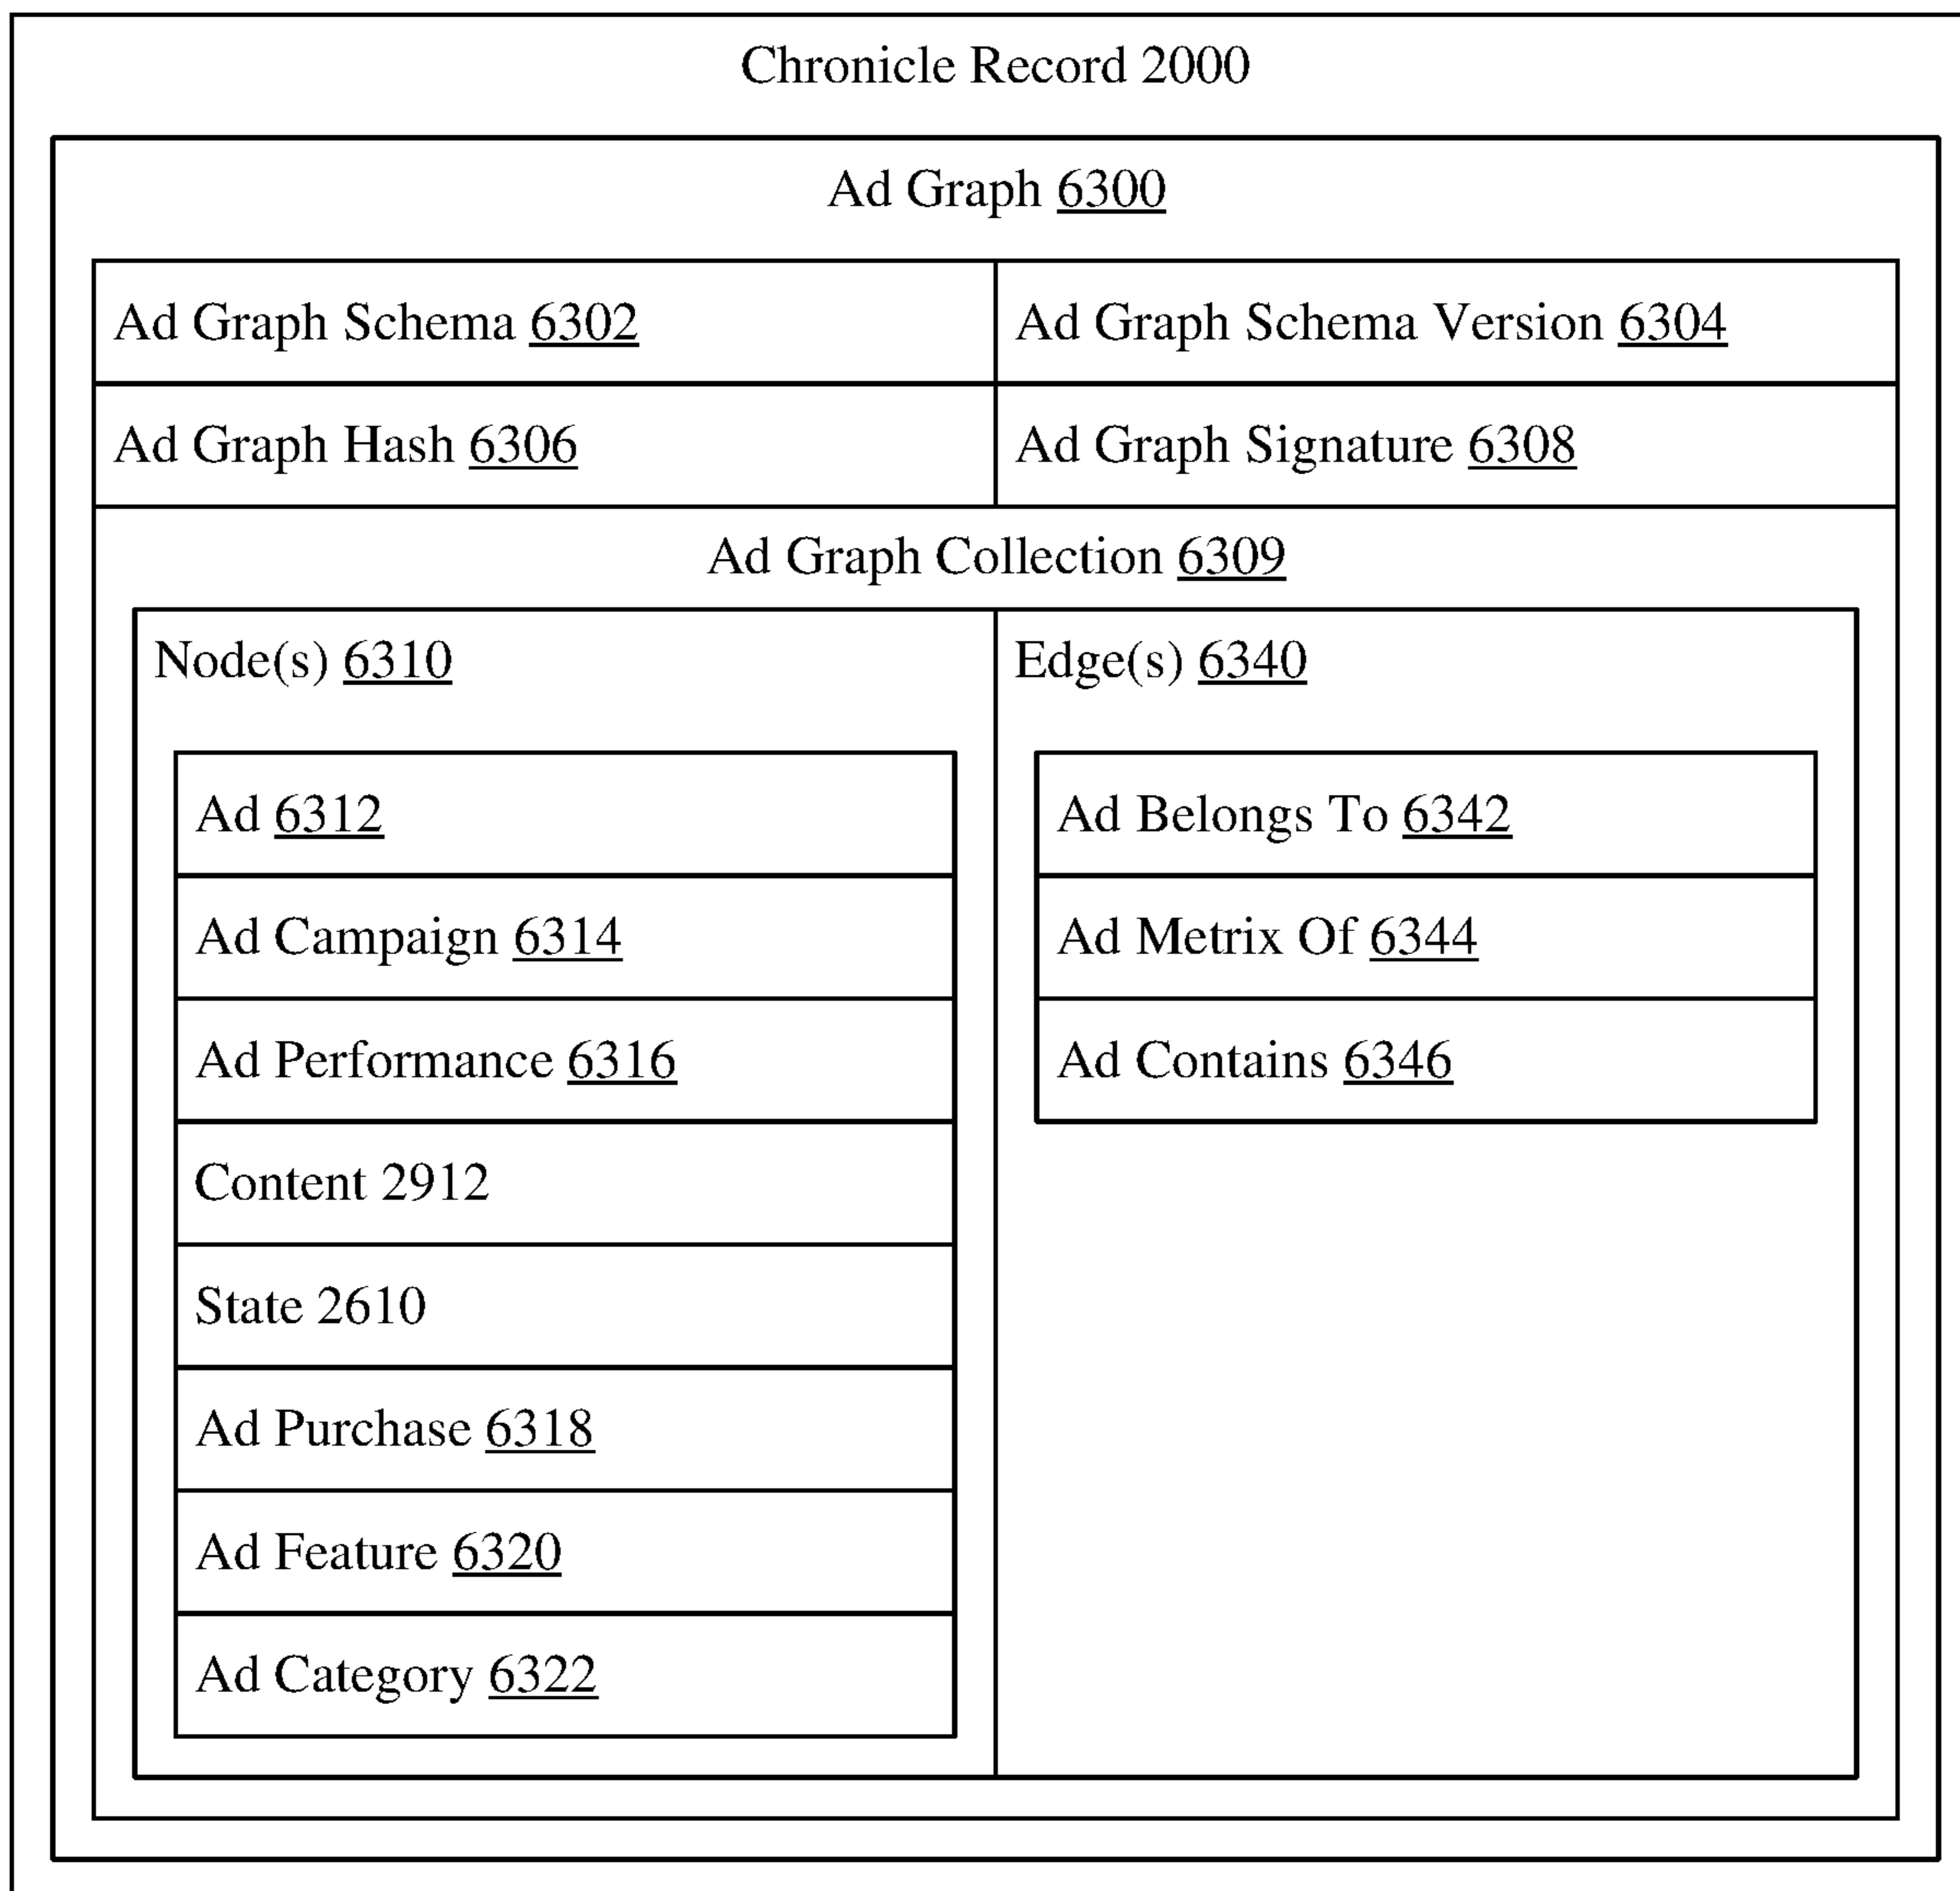 Chronicle Record 2000
Ad Graph 6300
Ad Graph Schema 6302
Ad Graph Schema Version 6304
Ad Graph Hash 6306
Ad Graph Signature 6308
Ad Graph Collection 6309
Node(s) 6310
Ad 6312
Ad Campaign 6314
Ad Performance 6316
Content 2912
State 2610
Ad Purchase 6318
Ad Feature 6320
Ad Category 6322
Edge(s) 6340
Ad Belongs To 6342
Ad Metrix Of 6344
Ad Contains 6346